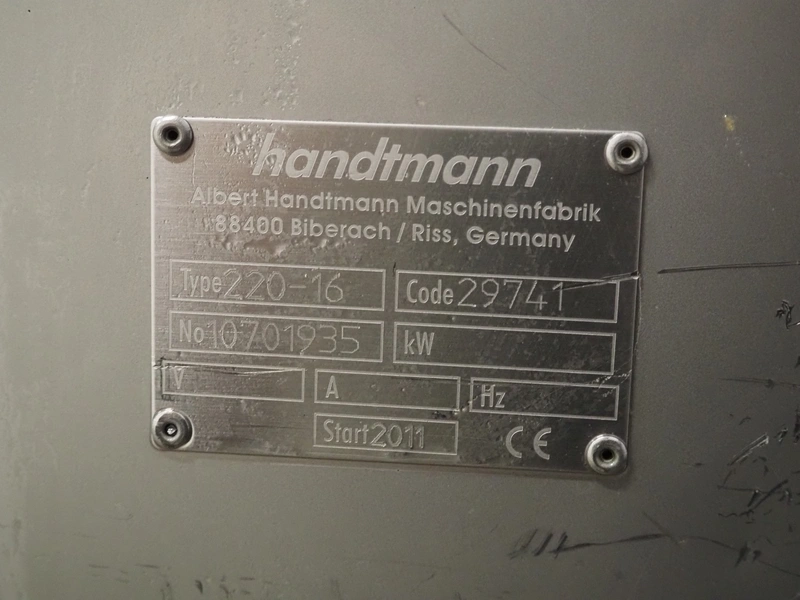 handtmann
Albert Handtmann Maschinenfabrik
88400 Biberach / Riss, Germany
Type 220-16 Code 29741
No 10701935 kW
V A Hz
Start 2011 CE